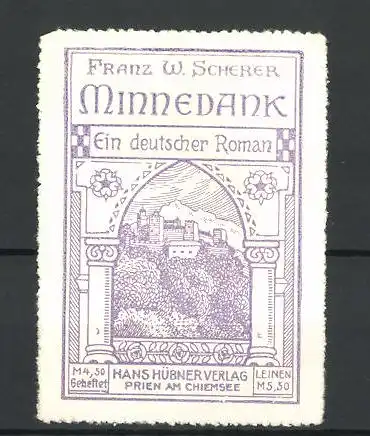 FRANZ W. SCHERER
MINNEDANK
Ein deutscher Roman
M 4,50
Geheftet
HANS HÜBNER VERLAG
PRIEN AM CHIEMSEE
LEINEN
M 5,50